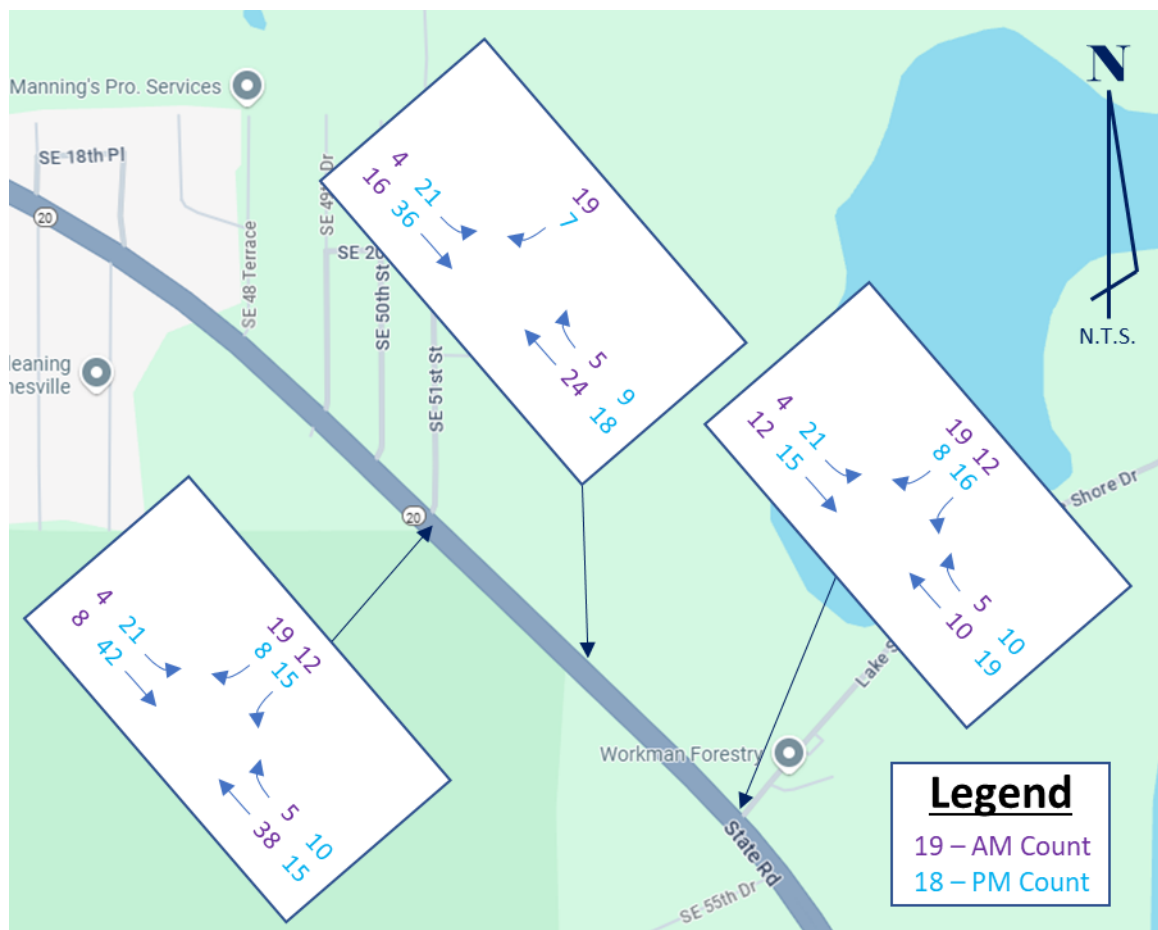 Manning's Pro. Services
N
SE 18th Pl
4
16
21
36
19
7
20
SE 48 Terrace
SE 20
SE 50th St
N.T.S.
leaning
nesville
SE 51st St
5
24
9
18
4
12
21
15
19 12
8 16
Shore Dr
20
5
10
10
19
4
8
21
42
19 12
8 15
Lake S
Workman Forestry
5
38
10
15
State Rd
SE 55th Dr
Legend
19 – AM Count
18 – PM Count